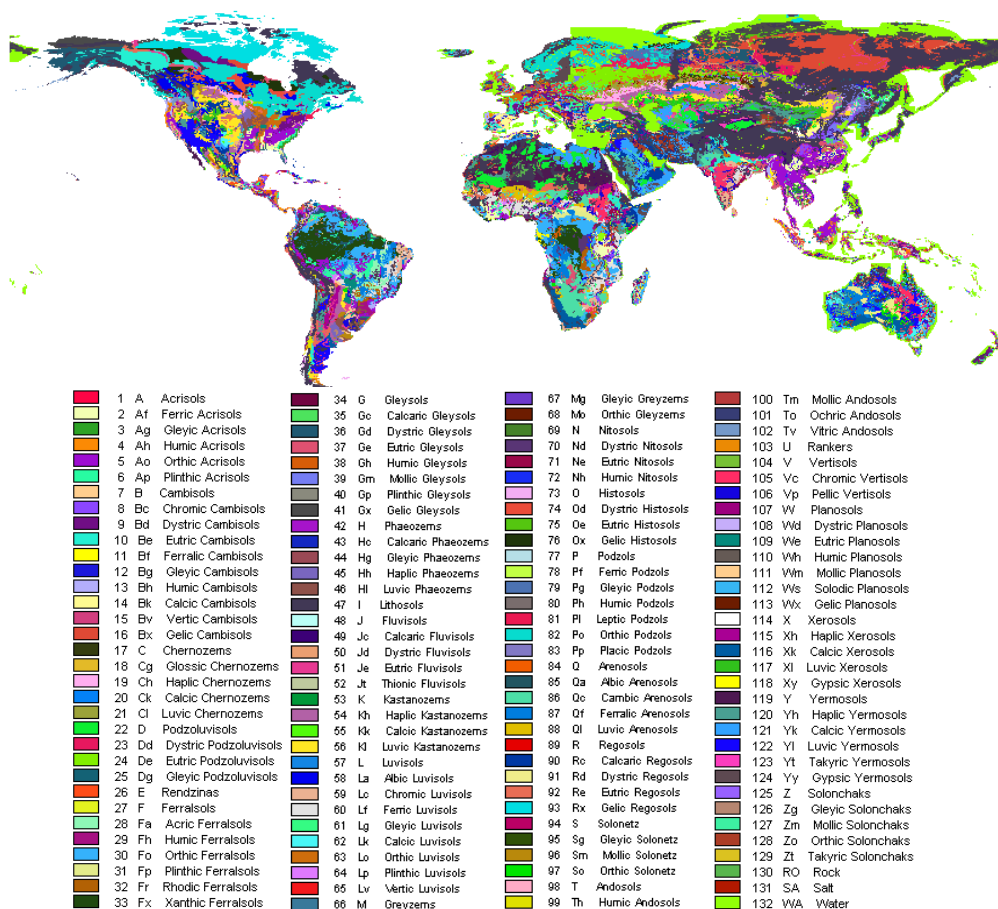 1 A Acrisols
2 Af Ferric Acrisols
3 Ag Gleyic Acrisols
4 Ah Humic Acrisols
5 Ao Orthic Acrisols
6 Ap Plinthic Acrisols
7 B Cambisols
8 Bc Chromic Cambisols
9 Bd Dystric Cambisols
10 Be Eutric Cambisols
11 Bf Ferralic Cambisols
12 Bg Gleyic Cambisols
13 Bh Humic Cambisols
14 Bk Calcic Cambisols
15 Bv Vertic Cambisols
16 Bx Gelic Cambisols
17 C Chernozems
18 Cg Glossic Chernozems
19 Ch Haplic Chernozems
20 Ck Calcic Chernozems
21 Cl Luvic Chernozems
22 D Podzoluvisols
23 Dd Dystric Podzoluvisols
24 De Eutric Podzoluvisols
25 Dg Gleyic Podzoluvisols
26 E Rendzinas
27 F Ferralsols
28 Fa Acric Ferralsols
29 Fh Humic Ferralsols
30 Fo Orthic Ferralsols
31 Fp Plinthic Ferralsols
32 Fr Rhodic Ferralsols
33 Fx Xanthic Ferralsols
34 G Gleysols
35 Gc Calcaric Gleysols
36 Gd Dystric Gleysols
37 Ge Eutric Gleysols
38 Gh Humic Gleysols
39 Gm Mollic Gleysols
40 Gp Plinthic Gleysols
41 Gx Gelic Gleysols
42 H Phaeozems
43 Hc Calcaric Phaeozems
44 Hg Gleyic Phaeozems
45 Hh Haplic Phaeozems
46 Hl Luvic Phaeozems
47 I Lithosols
48 J Fluvisols
49 Jc Calcaric Fluvisols
50 Jd Dystric Fluvisols
51 Je Eutric Fluvisols
52 Jt Thionic Fluvisols
53 K Kastanozems
54 Kh Haplic Kastanozems
55 Kk Calcic Kastanozems
56 Kl Luvic Kastanozems
57 L Luvisols
58 La Albic Luvisols
59 Lc Chromic Luvisols
60 Lf Ferric Luvisols
61 Lg Gleyic Luvisols
62 Lk Calcic Luvisols
63 Lo Orthic Luvisols
64 Lp Plinthic Luvisols
65 Lv Vertic Luvisols
66 M Greyzems
67 Mg Gleyic Greyzems
68 Mo Orthic Gleyzems
69 N Nitosols
70 Nd Dystric Nitosols
71 Ne Eutric Nitosols
72 Nh Humic Nitosols
73 O Histosols
74 Od Dystric Histosols
75 Oe Eutric Histosols
76 Ox Gelic Histosols
77 P Podzols
78 Pf Ferric Podzols
79 Pg Gleyic Podzols
80 Ph Humic Podzols
81 Pl Leptic Podzols
82 Po Orthic Podzols
83 Pp Placic Podzols
84 Q Arenosols
85 Qa Albic Arenosols
86 Qc Cambic Arenosols
87 Qf Ferralic Arenosols
88 Ql Luvic Arenosols
89 R Regosols
90 Rc Calcaric Regosols
91 Rd Dystric Regosols
92 Re Eutric Regosols
93 Rx Gelic Regosols
94 S Solonetz
95 Sg Gleyic Solonetz
96 Sm Mollic Solonetz
97 So Orthic Solonetz
98 T Andosols
99 Th Humic Andosols
100 Tm Mollic Andosols
101 To Ochric Andosols
102 Tv Vitric Andosols
103 U Rankers
104 V Vertisols
105 Vc Chromic Vertisols
106 Vp Pellic Vertisols
107 W Planosols
108 Wd Dystric Planosols
109 We Eutric Planosols
110 Wh Humic Planosols
111 Wm Mollic Planosols
112 Ws Solodic Planosols
113 Wx Gelic Planosols
114 X Xerosols
115 Xh Haplic Xerosols
116 Xk Calcic Xerosols
117 Xl Luvic Xerosols
118 Xy Gypsic Xerosols
119 Y Yermosols
120 Yh Haplic Yermosols
121 Yk Calcic Yermosols
122 Yl Luvic Yermosols
123 Yt Takyric Yermosols
124 Yy Gypsic Yermosols
125 Z Solonchaks
126 Zg Gleyic Solonchaks
127 Zm Mollic Solonchaks
128 Zo Orthic Solonchaks
129 Zt Takyric Solonchaks
130 RO Rock
131 SA Salt
132 WA Water